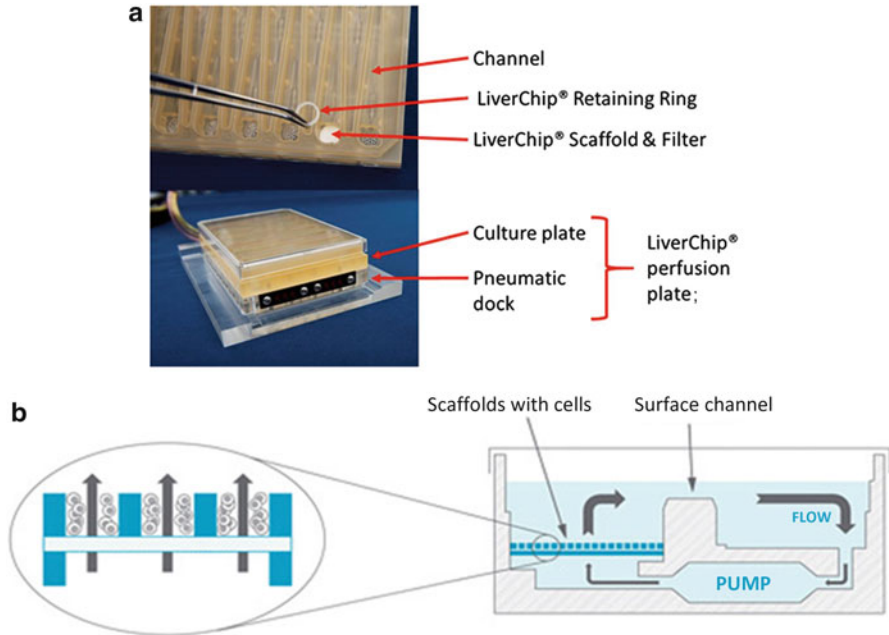 a
Channel
LiverChip® Retaining Ring
LiverChip® Scaffold & Filter
Culture plate
Pneumatic
dock
LiverChip®
perfusion
plate;
b
Scaffolds with cells
Surface channel
FLOW
PUMP